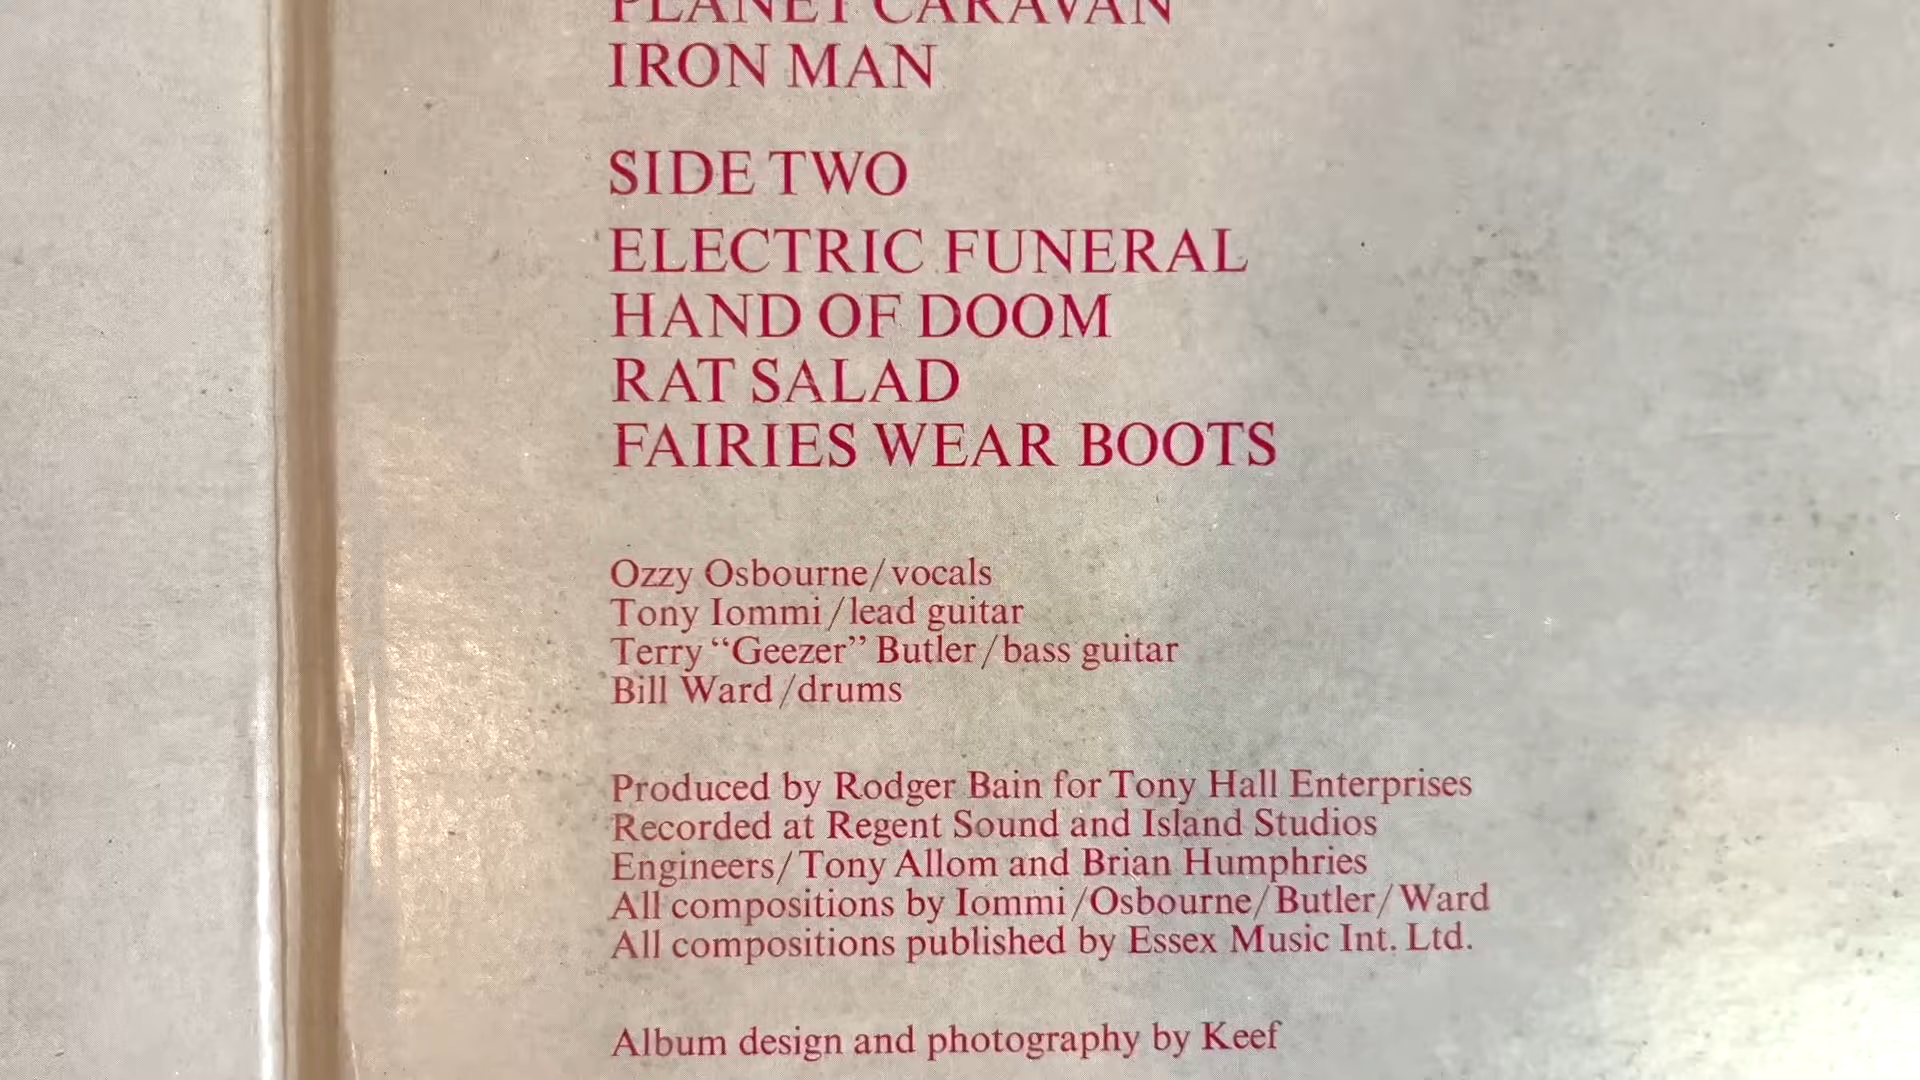 PLANET CARAVAN
IRON MAN
SIDE TWO
ELECTRIC FUNERAL
HAND OF DOOM
RAT SALAD
FAIRIES WEAR BOOTS
Ozzy Osbourne/vocals
Tony Iommi/lead guitar
Terry “Geezer” Butler/bass guitar
Bill Ward/drums
Produced by Rodger Bain for Tony Hall Enterprises
Recorded at Regent Sound and Island Studios
Engineers/Tony Allom and Brian Humphries
All compositions by Iommi/Osbourne/Butler/Ward
All compositions published by Essex Music Int. Ltd.
Album design and photography by Keef